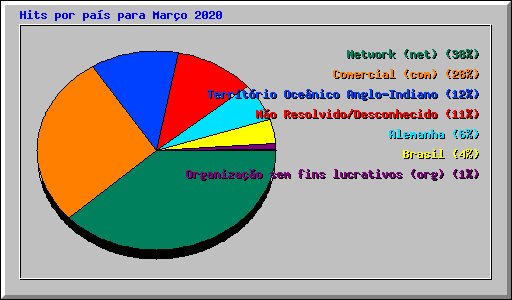 Hits por país para Março 2020
Network (net) (38%)
Comercial (com) (28%)
Território Oceânico Anglo-Indiano (12%)
Não Resolvido/Desconhecido (11%)
Alemanha (6%)
Brasil (4%)
Organização sem fins lucrativos (org) (1%)